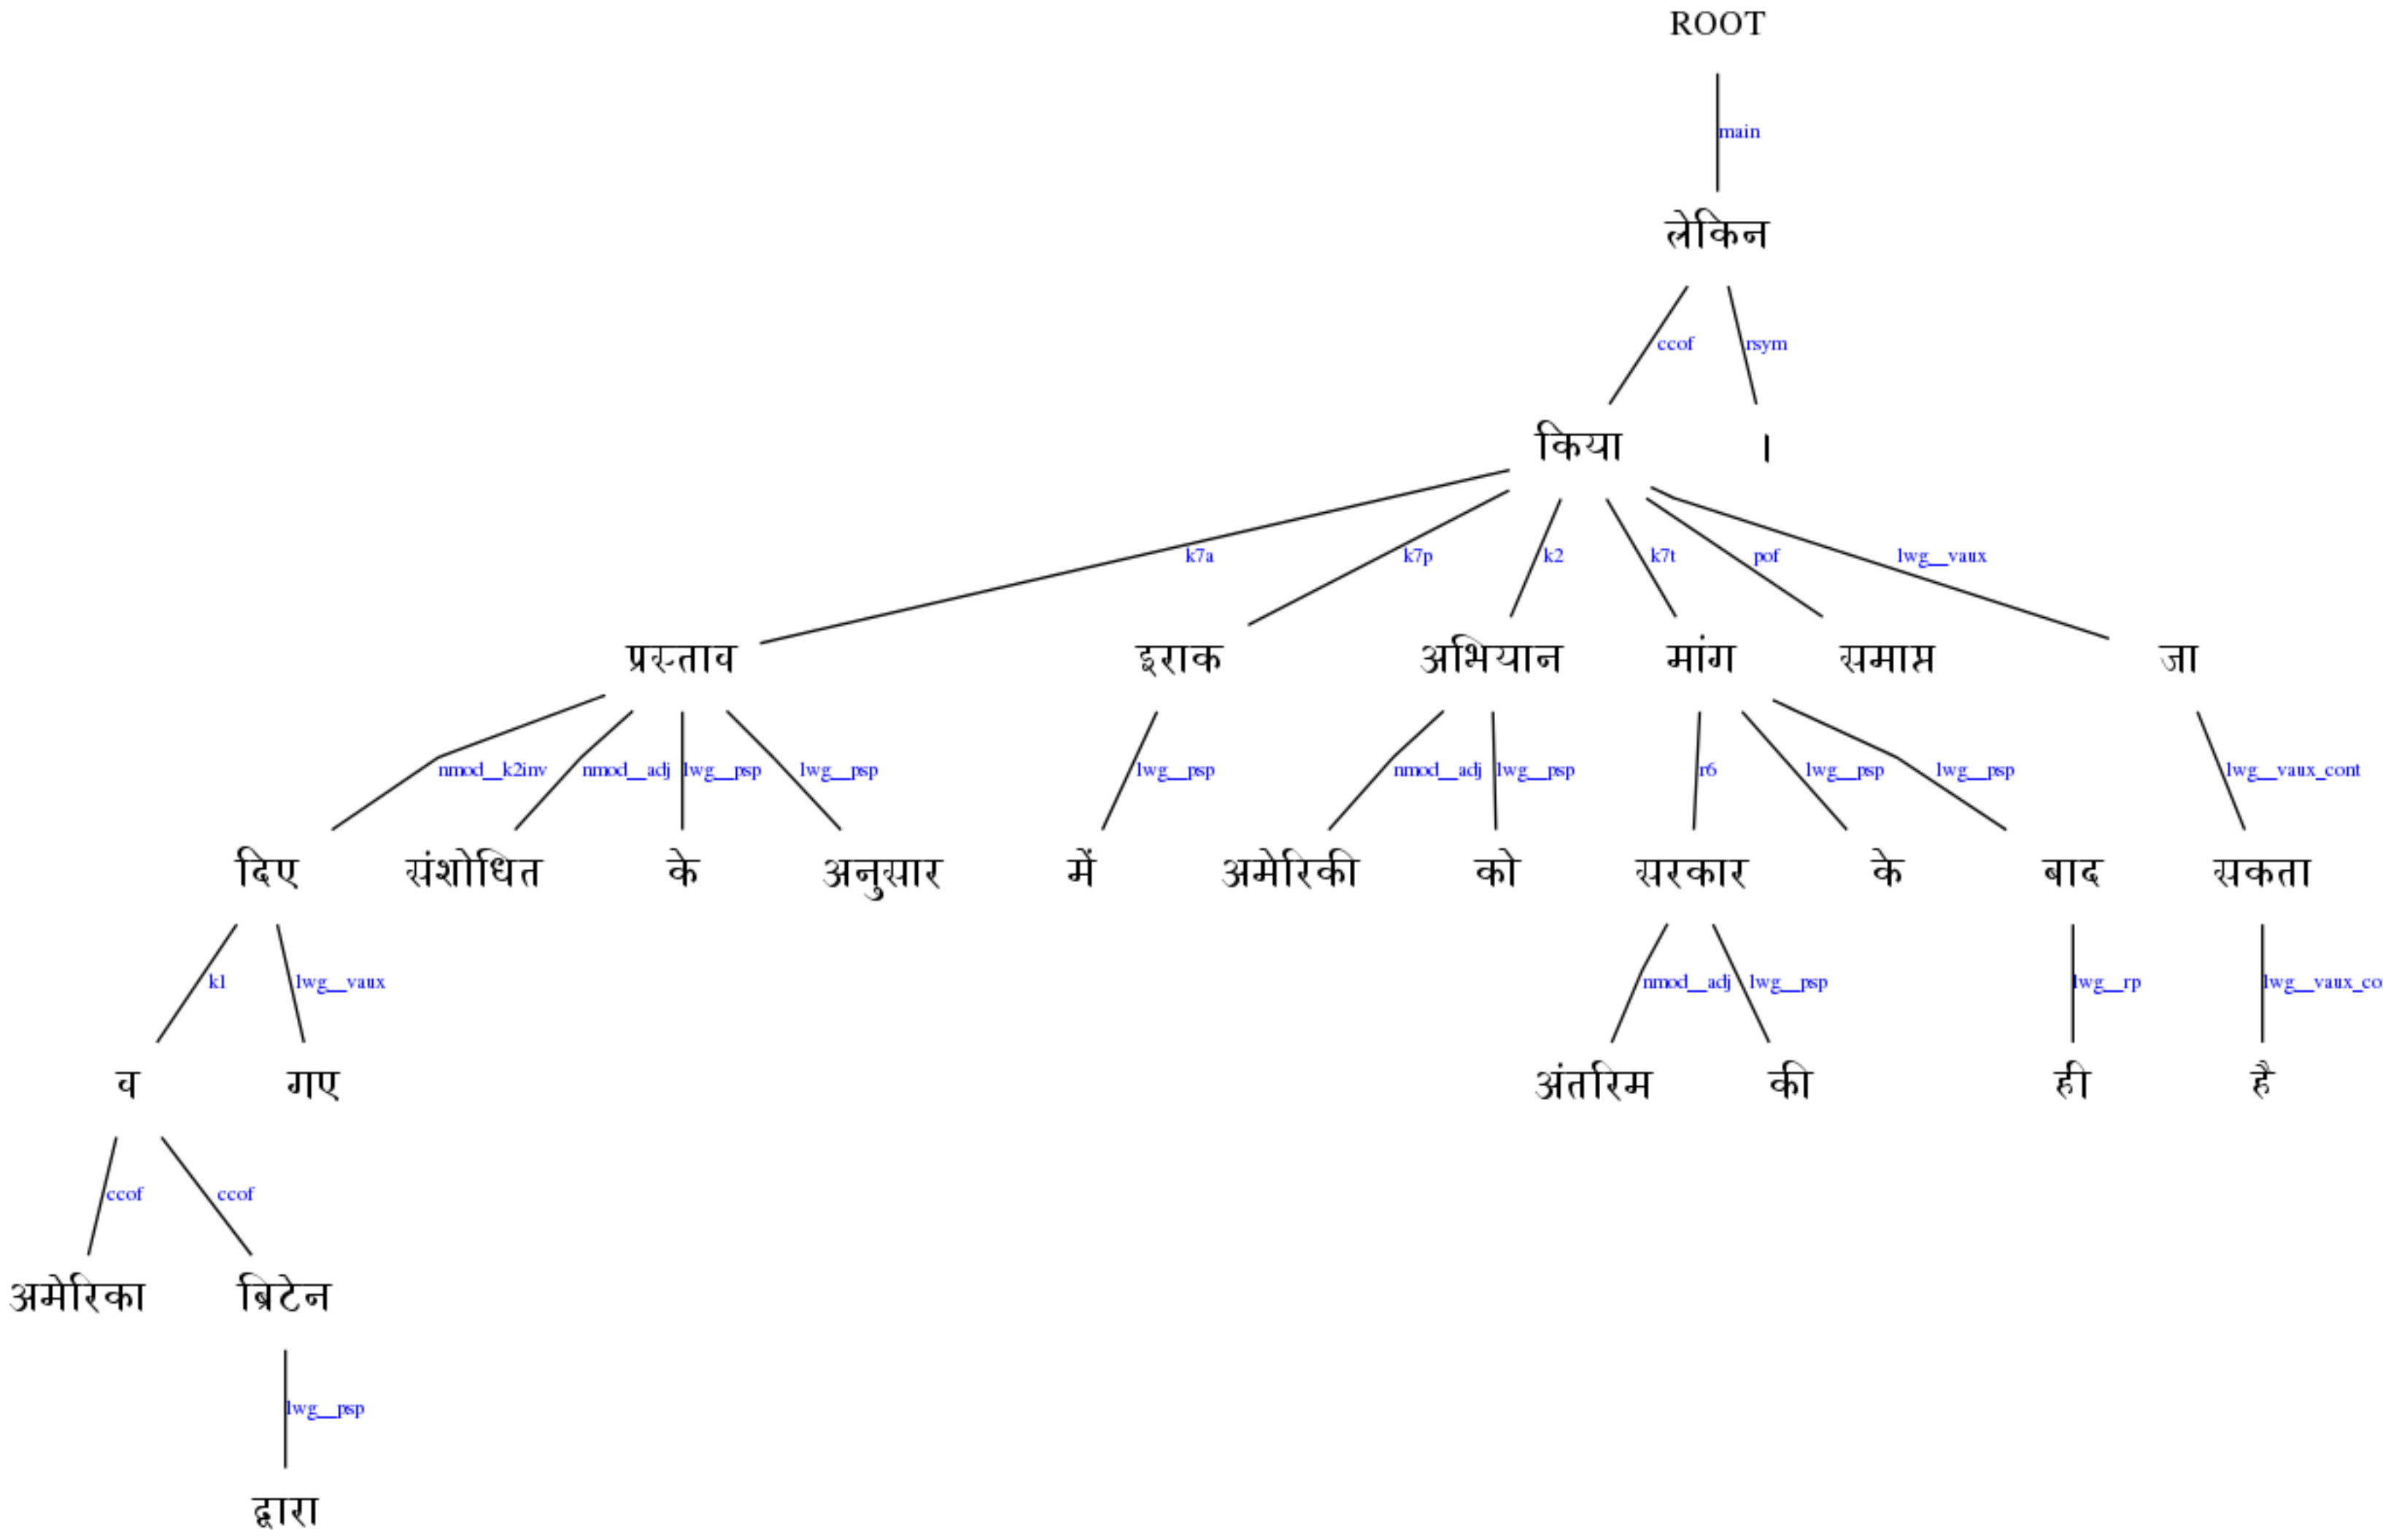 ROOT
main
लेकिन
ccof rsym
किया ।
k7a k7p k2 k7t pof lwg__vaux
प्रस्ताव इराक अभियान मांग समाप्त जा
nmod__k2inv nmod__adj lwg__psp lwg__psp lwg__psp nmod__adj lwg__psp r6 lwg__psp lwg__psp lwg__vaux_cont
दिए संशोधित के अनुसार में अमेरिकी को सरकार के बाद सकता
k1 lwg__vaux nmod__adj lwg__psp lwg__rp lwg__vaux_co
व गए अंतरिम की ही है
ccof ccof
अमेरिका ब्रिटेन
lwg__psp
द्वारा